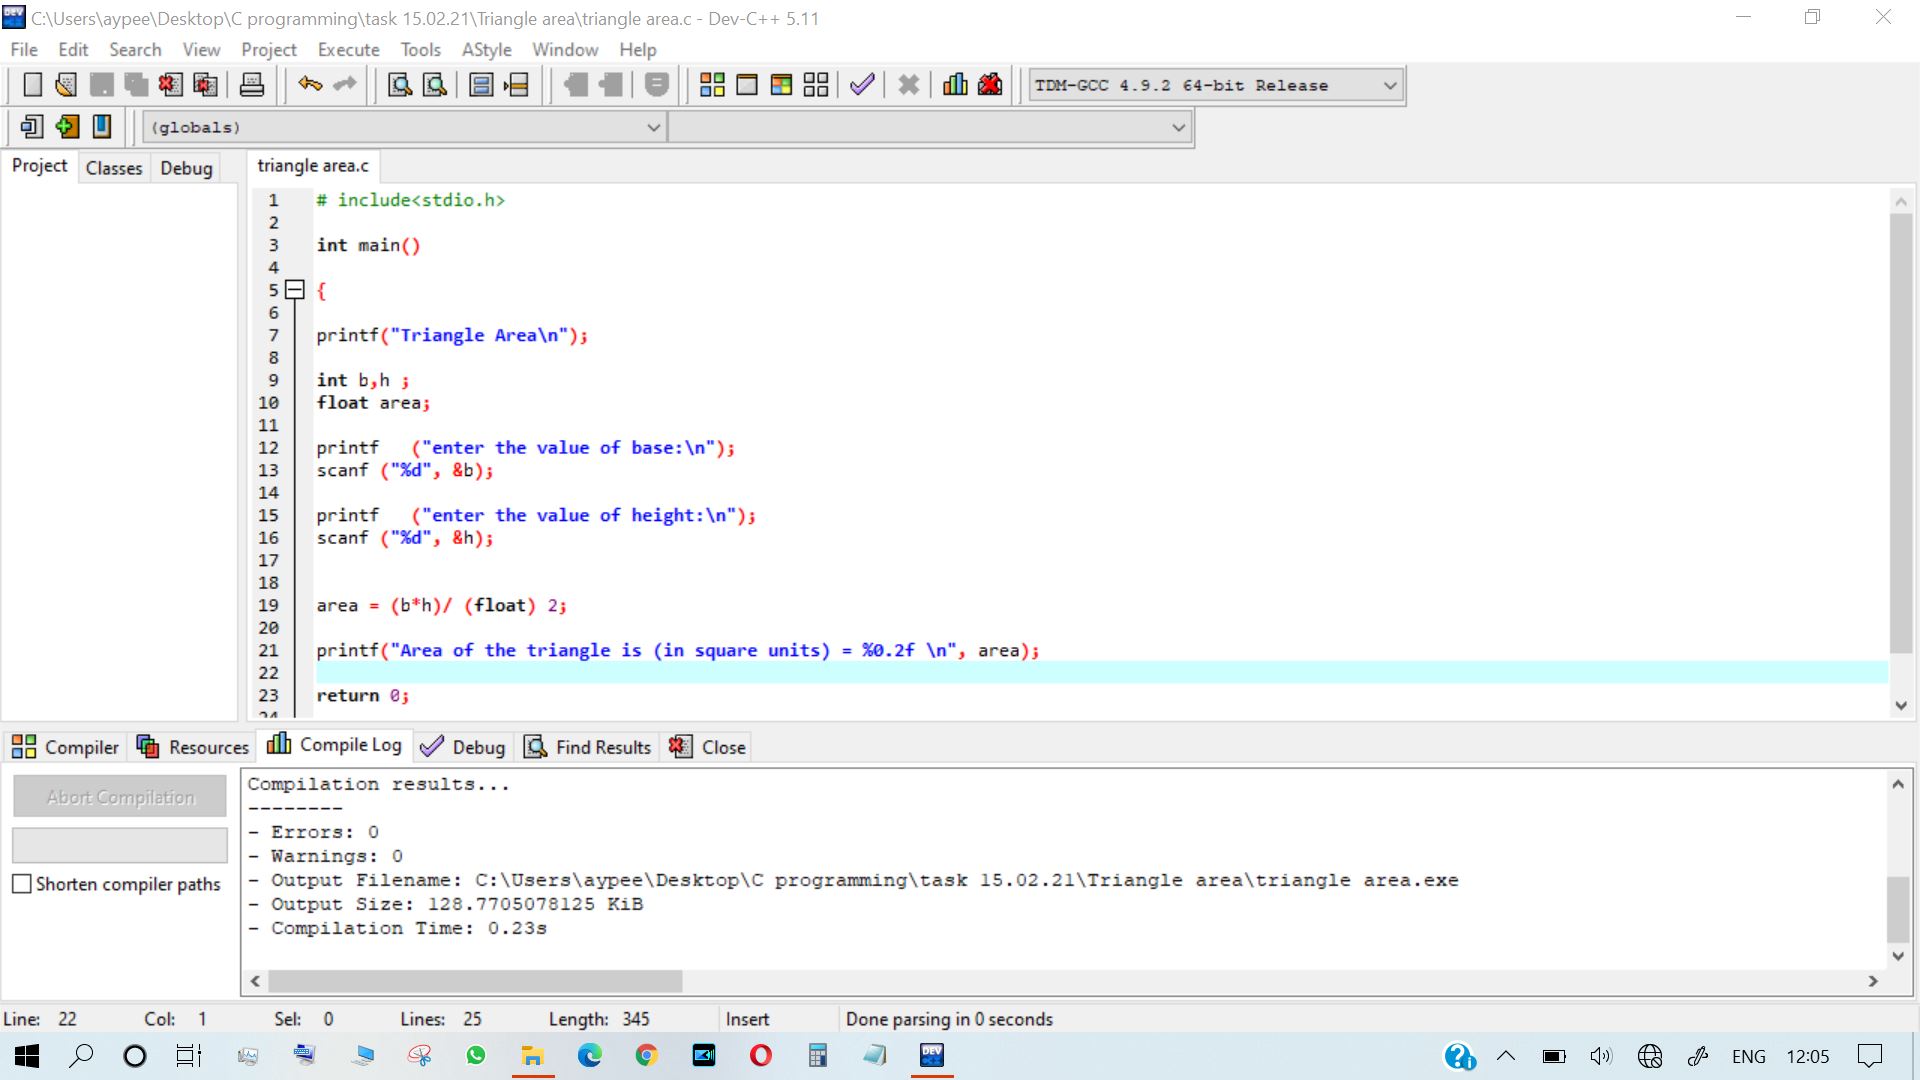 C:\Users\aypee\Desktop\C programming\task 15.02.21\Triangle area\triangle area.c - Dev-C++ 5.11
File Edit Search View Project Execute Tools AStyle Window Help
TDM-GCC 4.9.2 64-bit Release
(globals)
Project Classes Debug
triangle area.c
1 # include<stdio.h>
2
3 int main()
4
5 {
6
7 printf("Triangle Area\n");
8
9 int b,h ;
10 float area;
11
12 printf   ("enter the value of base:\n");
13 scanf ("%d", &b);
14
15 printf   ("enter the value of height:\n");
16 scanf ("%d", &h);
17
18
19 area = (b*h)/ (float) 2;
20
21 printf("Area of the triangle is (in square units) = %0.2f \n", area);
22
23 return 0;
24
Compiler Resources Compile Log Debug Find Results Close
Abort Compilation
Shorten compiler paths
Compilation results...
--------
- Errors: 0
- Warnings: 0
- Output Filename: C:\Users\aypee\Desktop\C programming\task 15.02.21\Triangle area\triangle area.exe
- Output Size: 128.7705078125 KiB
- Compilation Time: 0.23s
Line: 22 Col: 1 Sel: 0 Lines: 25 Length: 345 Insert Done parsing in 0 seconds
DEV
ENG 12:05